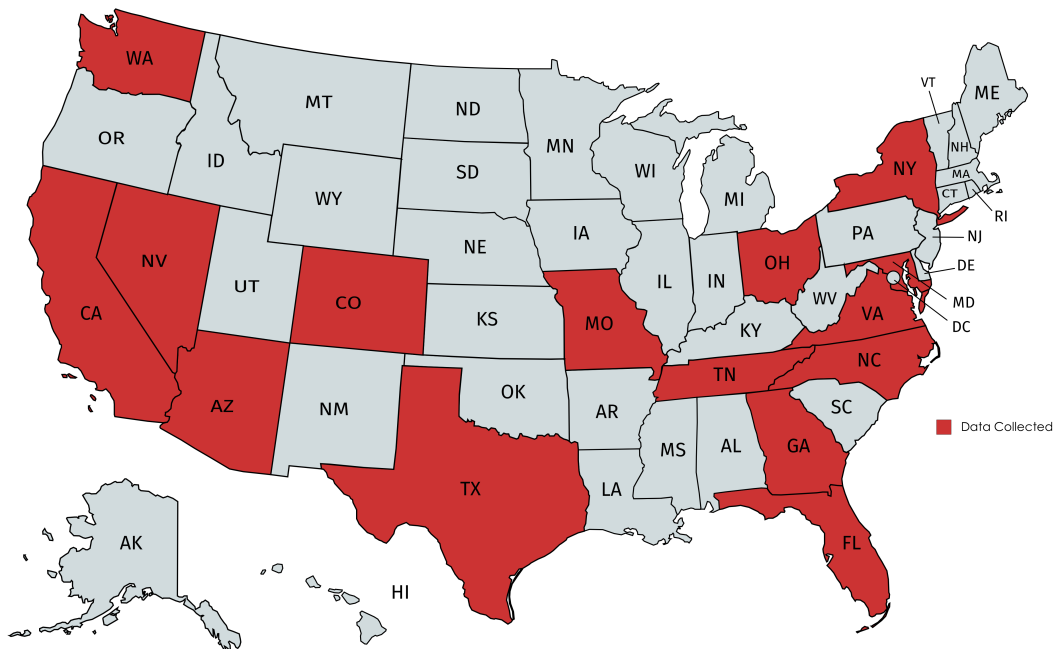 WA
MT
ND
MN
VT
ME
OR
ID
SD
WI
MI
NY
NH
MA
CT
RI
WY
NE
IA
PA
NJ
NV
UT
CO
KS
IL
IN
OH
WV
DE
MD
DC
CA
MO
KY
VA
AZ
NM
OK
AR
TN
NC
SC
TX
LA
MS
AL
GA
Data Collected
FL
AK
HI